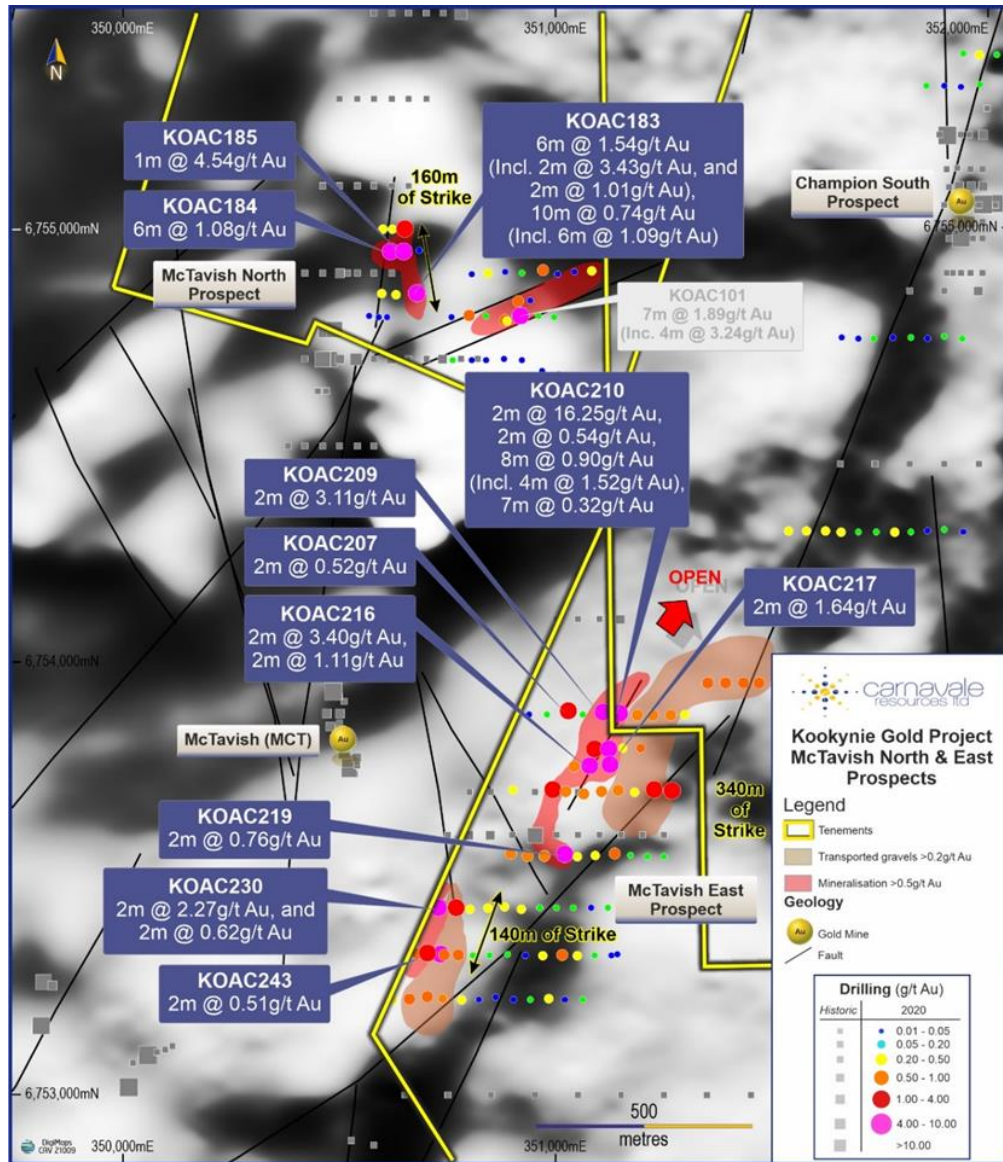 350,000mE
351,000mE
352,000mE
N
KOAC185
1m @ 4.54g/t Au
160m
of Strike
KOAC183
6m @ 1.54g/t Au
(Incl. 2m @ 3.43g/t Au, and
2m @ 1.01g/t Au),
10m @ 0.74g/t Au
(Incl. 6m @ 1.09g/t Au)
Champion South
Prospect
Au
KOAC184
6m @ 1.08g/t Au
6,755,000mN
McTavish North
Prospect
KOAC101
7m @ 1.89g/t Au
(Inc. 4m @ 3.24g/t Au)
KOAC210
2m @ 16.25g/t Au,
2m @ 0.54g/t Au,
8m @ 0.90g/t Au
(Incl. 4m @ 1.52g/t Au),
7m @ 0.32g/t Au
KOAC209
2m @ 3.11g/t Au
KOAC207
2m @ 0.52g/t Au
OPEN
OPEN
KOAC217
2m @ 1.64g/t Au
KOAC216
2m @ 3.40g/t Au,
2m @ 1.11g/t Au
6,754,000mN
McTavish (MCT)
Au
KOAC219
2m @ 0.76g/t Au
340m
of
Strike
McTavish East
Prospect
KOAC230
2m @ 2.27g/t Au, and
2m @ 0.62g/t Au
140m of Strike
KOAC243
2m @ 0.51g/t Au
6,753,000mN
500
metres
350,000mE
351,000mE
DigiMaps
CRV 21009
carnavale
resources ltd
Kookynie Gold Project
McTavish North & East
Prospects
Legend
Tenements
Transported gravels >0.2g/t Au
Mineralisation >0.5g/t Au
Geology
Au Gold Mine
Fault
Drilling (g/t Au)
Historic 2020
0.01 - 0.05
0.05 - 0.20
0.20 - 0.50
0.50 - 1.00
1.00 - 4.00
4.00 - 10.00
>10.00